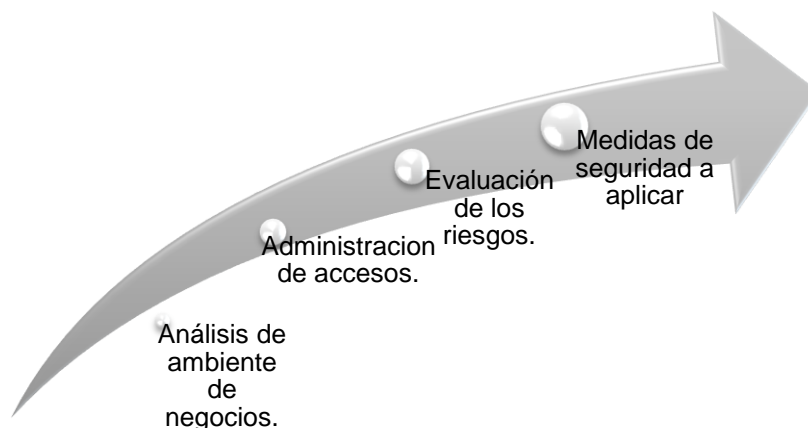 Análisis de
ambiente
de
negocios.
Administracion
de accesos.
Evaluación
de los
riesgos.
Medidas de
seguridad a
aplicar